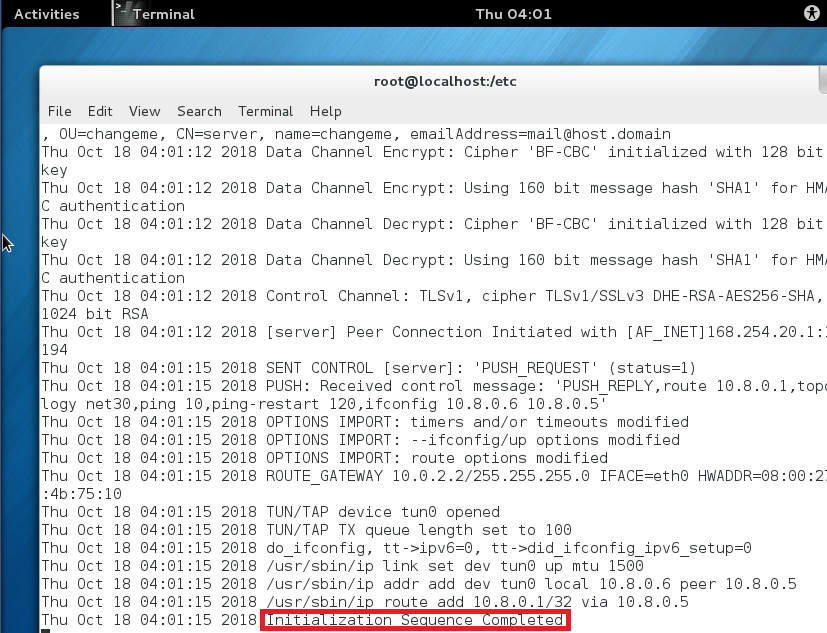 Activities Terminal Thu 04:01
root@localhost:/etc
File Edit View Search Terminal Help
, OU=changeme, CN=server, name=changeme, emailAddress=mail@host.domain
Thu Oct 18 04:01:12 2018 Data Channel Encrypt: Cipher 'BF-CBC' initialized with 128 bit
key
Thu Oct 18 04:01:12 2018 Data Channel Encrypt: Using 160 bit message hash 'SHA1' for HM
C authentication
Thu Oct 18 04:01:12 2018 Data Channel Decrypt: Cipher 'BF-CBC' initialized with 128 bit
key
Thu Oct 18 04:01:12 2018 Data Channel Decrypt: Using 160 bit message hash 'SHA1' for HM
C authentication
Thu Oct 18 04:01:12 2018 Control Channel: TLSv1, cipher TLSv1/SSLv3 DHE-RSA-AES256-SHA,
1024 bit RSA
Thu Oct 18 04:01:12 2018 [server] Peer Connection Initiated with [AF_INET]168.254.20.1:
194
Thu Oct 18 04:01:15 2018 SENT CONTROL [server]: 'PUSH_REQUEST' (status=1)
Thu Oct 18 04:01:15 2018 PUSH: Received control message: 'PUSH_REPLY,route 10.8.0.1,topo
logy net30,ping 10,ping-restart 120,ifconfig 10.8.0.6 10.8.0.5'
Thu Oct 18 04:01:15 2018 OPTIONS IMPORT: timers and/or timeouts modified
Thu Oct 18 04:01:15 2018 OPTIONS IMPORT: --ifconfig/up options modified
Thu Oct 18 04:01:15 2018 OPTIONS IMPORT: route options modified
Thu Oct 18 04:01:15 2018 ROUTE_GATEWAY 10.0.2.2/255.255.255.0 IFACE=eth0 HWADDR=08:00:27
:4b:75:10
Thu Oct 18 04:01:15 2018 TUN/TAP device tun0 opened
Thu Oct 18 04:01:15 2018 TUN/TAP TX queue length set to 100
Thu Oct 18 04:01:15 2018 do_ifconfig, tt->ipv6=0, tt->did_ifconfig_ipv6_setup=0
Thu Oct 18 04:01:15 2018 /usr/sbin/ip link set dev tun0 up mtu 1500
Thu Oct 18 04:01:15 2018 /usr/sbin/ip addr add dev tun0 local 10.8.0.6 peer 10.8.0.5
Thu Oct 18 04:01:15 2018 /usr/sbin/ip route add 10.8.0.1/32 via 10.8.0.5
Thu Oct 18 04:01:15 2018 Initialization Sequence Completed